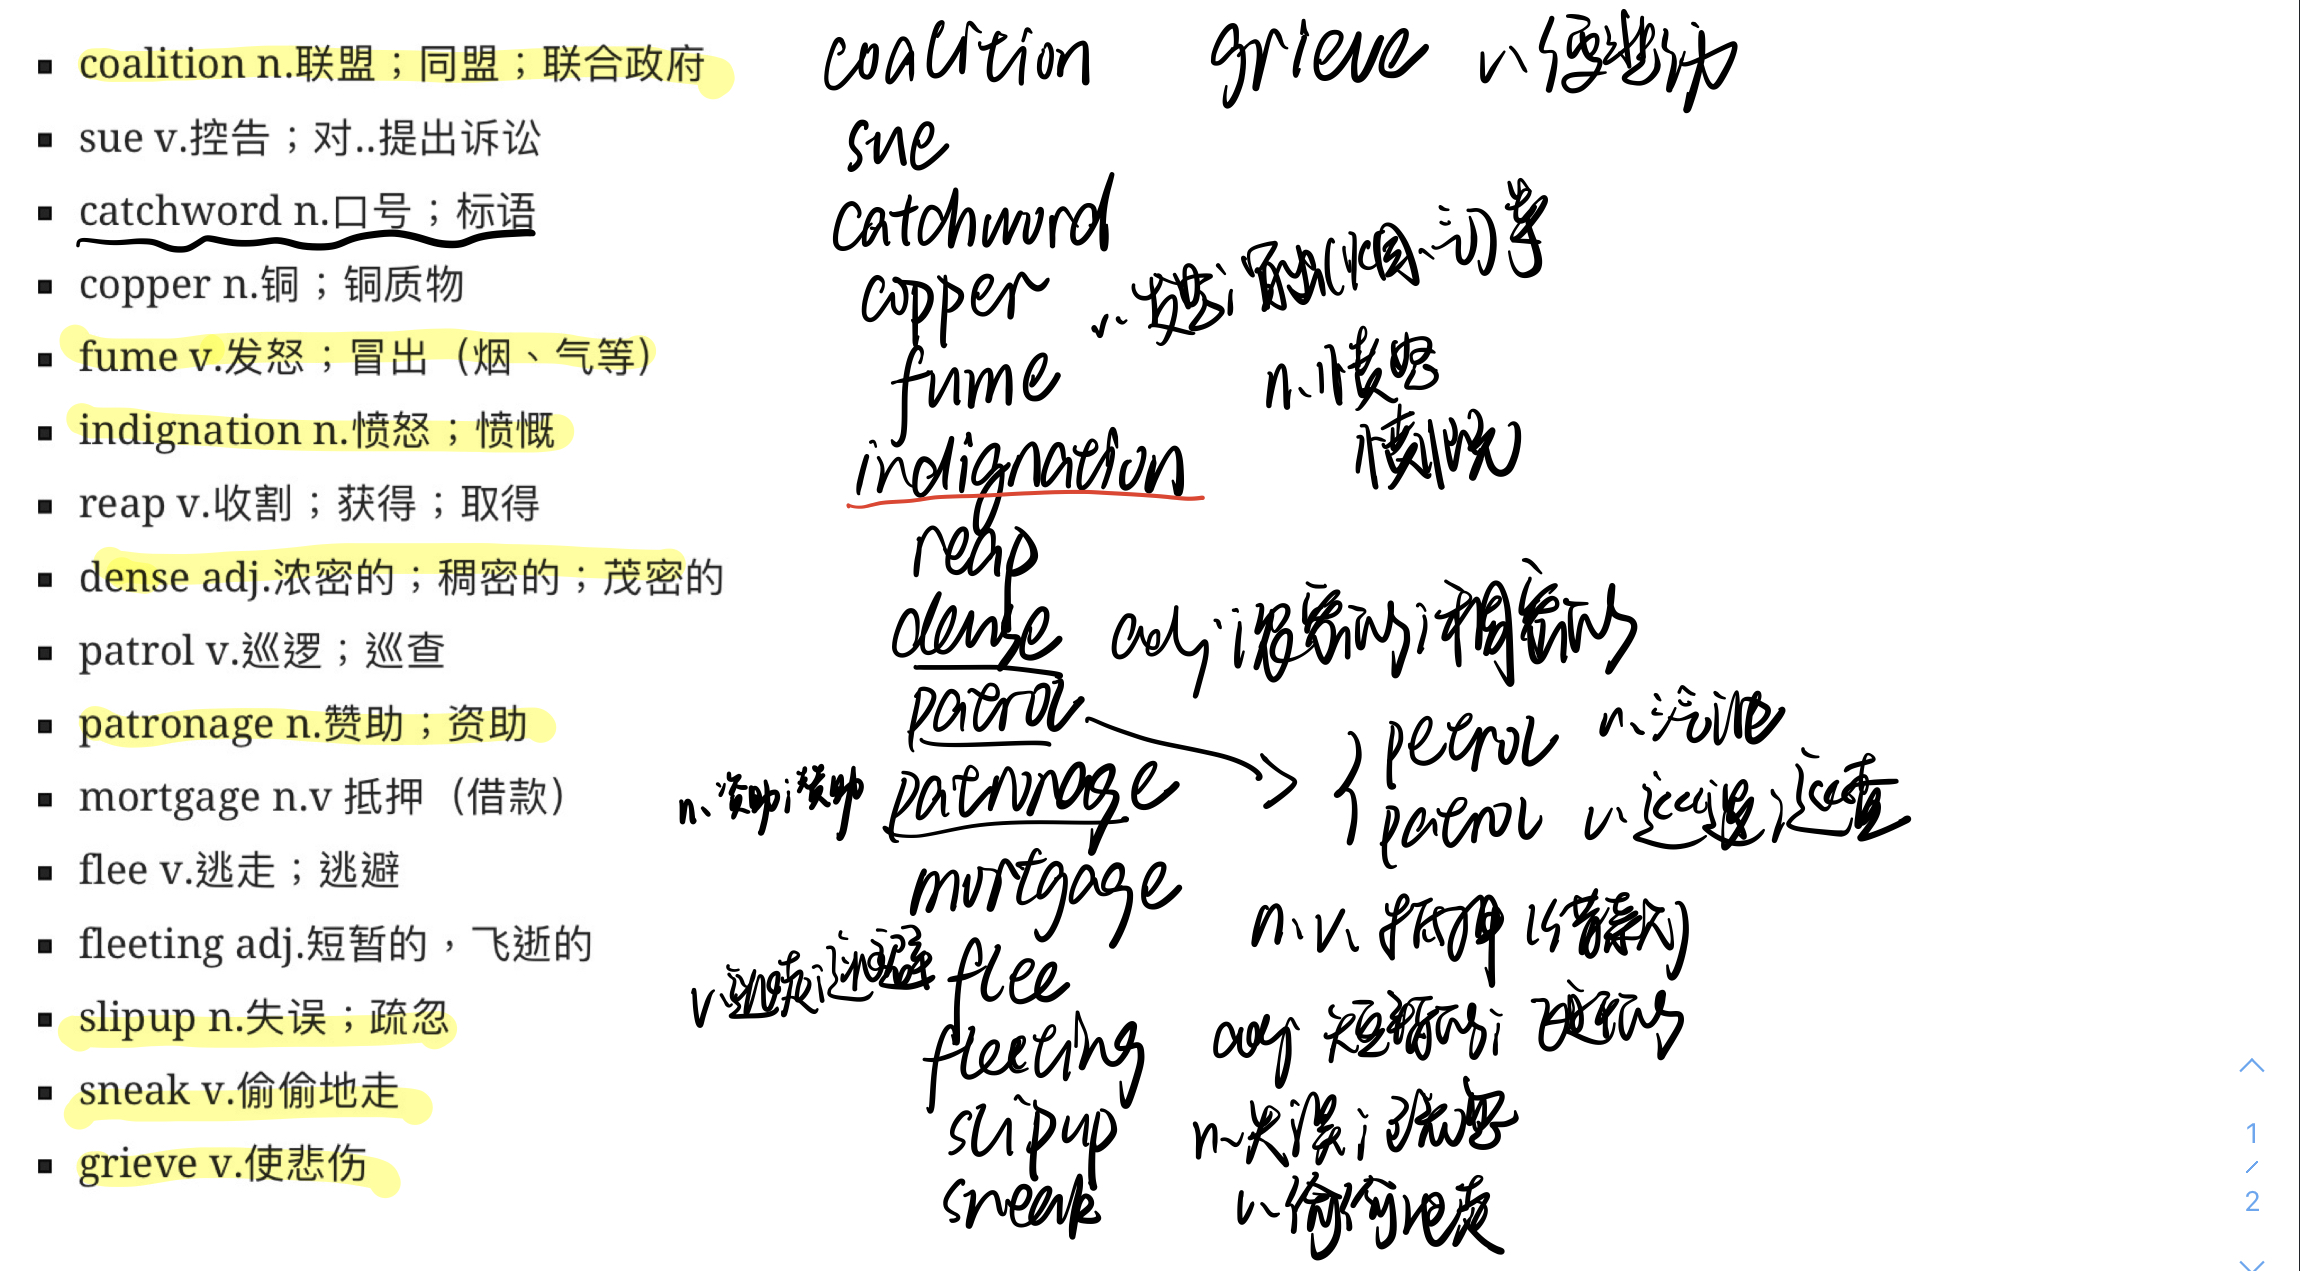 ▪ coalition n.联盟；同盟；联合政府
▪ sue v.控告；对..提出诉讼
▪ catchword n.口号；标语
▪ copper n.铜；铜质物
▪ fume v.发怒；冒出（烟、气等）
▪ indignation n.愤怒；愤慨
▪ reap v.收割；获得；取得
▪ dense adj.浓密的；稠密的；茂密的
▪ patrol v.巡逻；巡查
▪ patronage n.赞助；资助
▪ mortgage n.v 抵押（借款）
▪ flee v.逃走；逃避
▪ fleeting adj.短暂的，飞逝的
▪ slipup n.失误；疏忽
▪ sneak v.偷偷地走
▪ grieve v.使悲伤
coalition grieve v.使悲伤
sue
catchword
copper
fume v.发怒；冒出(烟、气等
indignation n.愤怒 愤慨
reap
dense adj 浓密的；稠密的
patrol
petrol n.汽油
patrol v.巡逻；巡查
patronage n.资助；赞助
mortgage n.v.抵押(借款)
flee v.逃走；逃避
fleeting adj 短暂的；飞逝的
slipup n.失误；疏忽
sneak v.偷偷地走
1
/
2